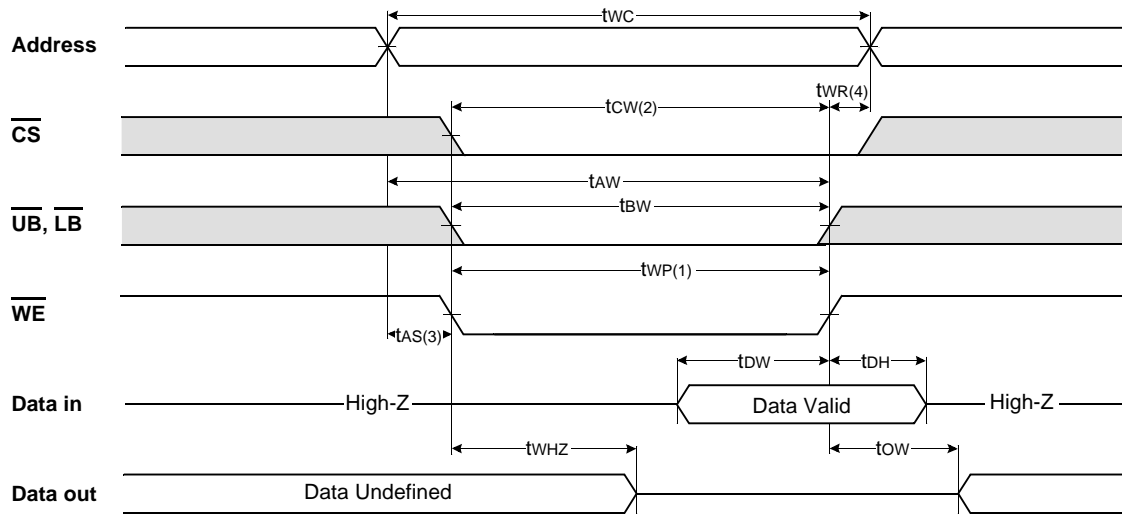 tWC
Address
tCW(2)
tWR(4)
CS
tAW
UB, LB
tBW
tWP(1)
WE
tAS(3)
tDW
tDH
Data in
High-Z
Data Valid
High-Z
tWHZ
tOW
Data out
Data Undefined